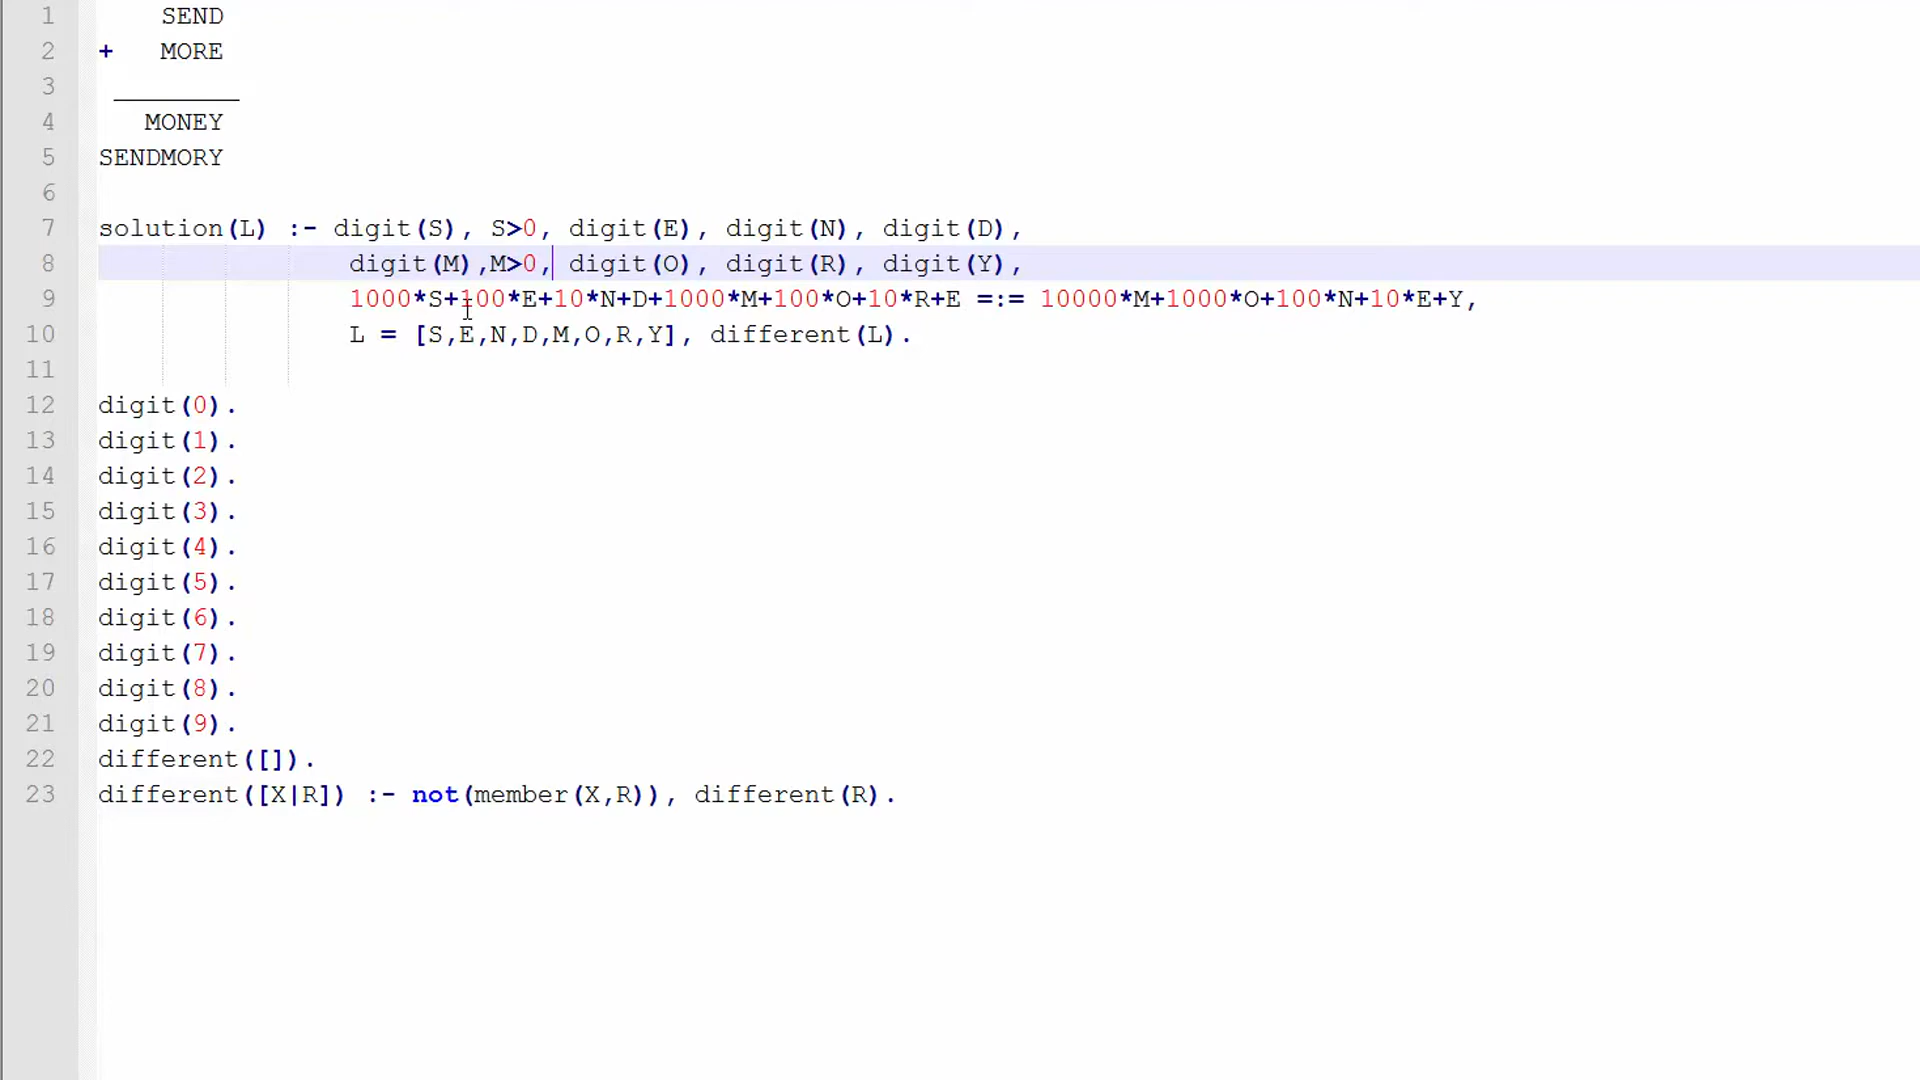 1 SEND
2 + MORE
3 _________
4 MONEY
5 SENDMORY
6
7 solution(L) :- digit(S), S>0, digit(E), digit(N), digit(D),
8 digit(M),M>0, digit(O), digit(R), digit(Y),
9 1000*S+100*E+10*N+D+1000*M+100*O+10*R+E =:= 10000*M+1000*O+100*N+10*E+Y,
10 L = [S,E,N,D,M,O,R,Y], different(L).
11
12 digit(0).
13 digit(1).
14 digit(2).
15 digit(3).
16 digit(4).
17 digit(5).
18 digit(6).
19 digit(7).
20 digit(8).
21 digit(9).
22 different([]).
23 different([X|R]) :- not(member(X,R)), different(R).